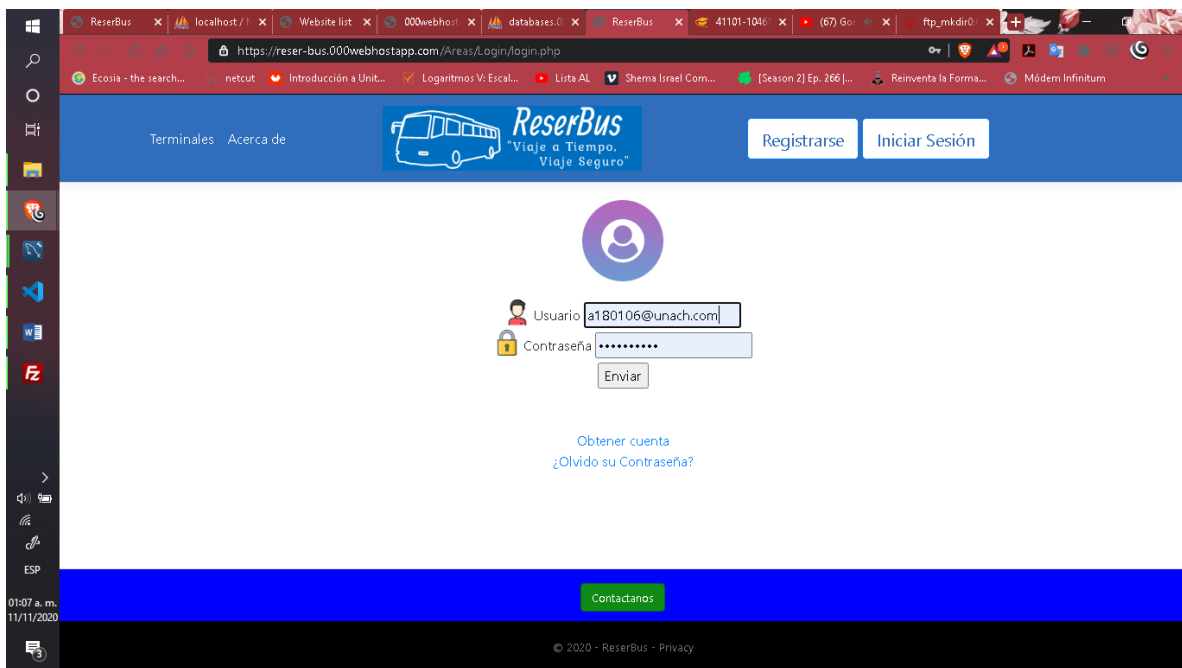 ReserBus
localhost / 
Website list
000webhost
databases.
ReserBus
41101-1046
(67) Gor
ftp_mkdir0
https://reser-bus.000webhostapp.com/Areas/Login/login.php
Ecosia - the search...
netcut
Introducción a Unit...
Logaritmos V: Escal...
Lista AL
Shema Israel Com...
[Season 2] Ep. 266 |...
Reinventa la Forma...
Módem Infinitum
Terminales
Acerca de
ReserBus
"Viaje a Tiempo,
Viaje Seguro"
Registrarse
Iniciar Sesión
Usuario a180106@unach.com
Contraseña ••••••••••
Enviar
Obtener cuenta
¿Olvido su Contraseña?
Contactanos
© 2020 - ReserBus - Privacy
ESP
01:07 a. m.
11/11/2020
3